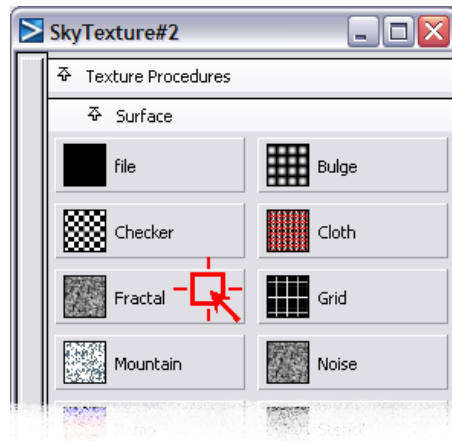 SkyTexture#2
Texture Procedures
Surface
file
Bulge
Checker
Cloth
Fractal
Grid
Mountain
Noise